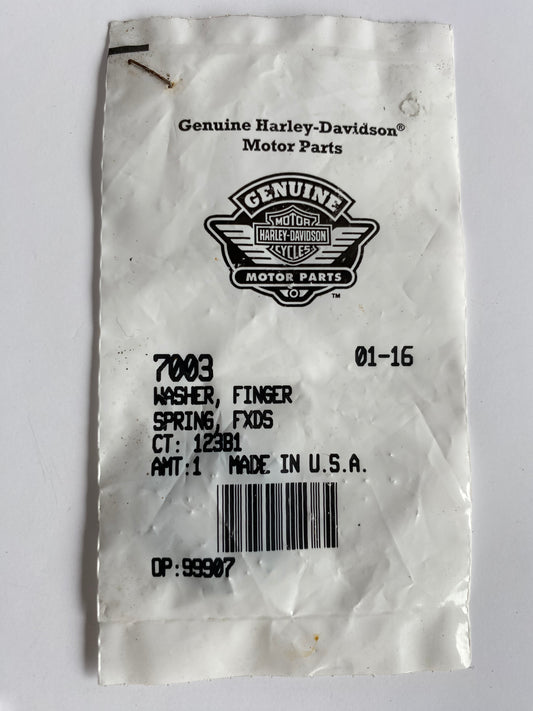 Genuine Harley-Davidson®
Motor Parts
GENUINE
MOTOR
HARLEY-DAVIDSON
CYCLES
MOTOR PARTS
TM
7003 01-16
WASHER, FINGER
SPRING, FXDS
CT: 123B1
AMT:1 MADE IN U.S.A.
OP:99907